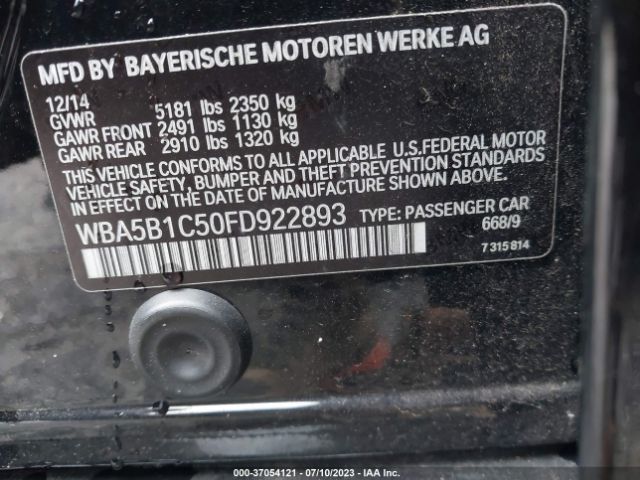 MFD BY BAYERISCHE MOTOREN WERKE AG
12/14
GVWR 5181 lbs 2350 kg
GAWR FRONT 2491 lbs 1130 kg
GAWR REAR 2910 lbs 1320 kg
THIS VEHICLE CONFORMS TO ALL APPLICABLE U.S.FEDERAL MOTOR
VEHICLE SAFETY, BUMPER AND THEFT PREVENTION STANDARDS
IN EFFECT ON THE DATE OF MANUFACTURE SHOWN ABOVE.
WBA5B1C50FD922893 TYPE: PASSENGER CAR
668/9
7 315 814
000-37054121 - 07/10/2023 - IAA Inc.